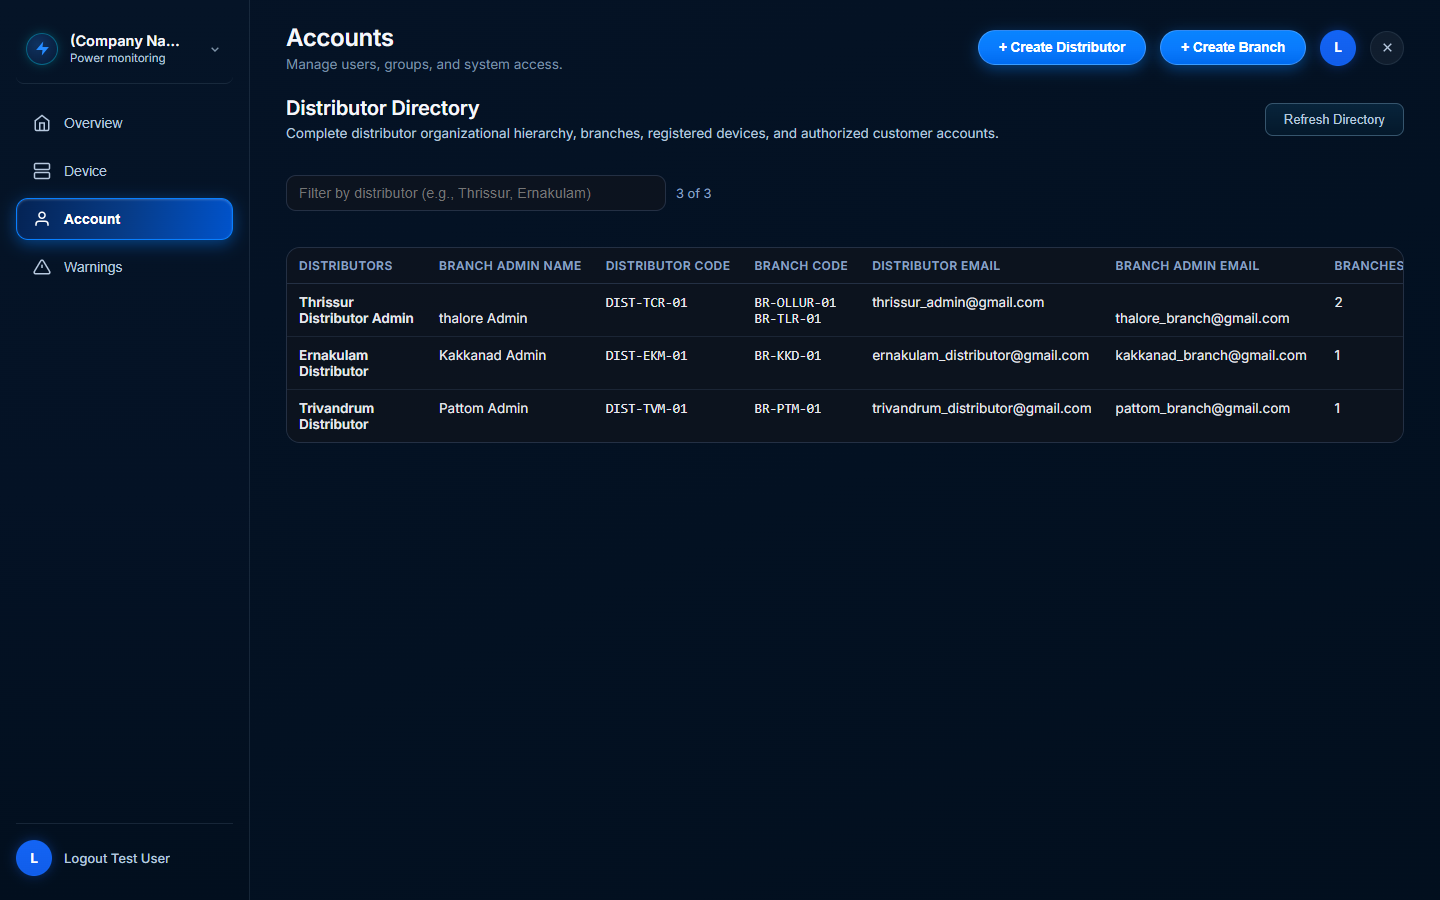 (Company Na...
Power monitoring
Overview
Device
Account
Warnings
L
Logout Test User
Accounts
Manage users, groups, and system access.
+ Create Distributor
+ Create Branch
L
×
Distributor Directory
Complete distributor organizational hierarchy, branches, registered devices, and authorized customer accounts.
Refresh Directory
Filter by distributor (e.g., Thrissur, Ernakulam)
3 of 3
DISTRIBUTORS BRANCH ADMIN NAME DISTRIBUTOR CODE BRANCH CODE DISTRIBUTOR EMAIL BRANCH ADMIN EMAIL BRANCHES
Thrissur DIST-TCR-01 BR-OLLUR-01 thrissur_admin@gmail.com 2
Distributor Admin thalore Admin BR-TLR-01 thalore_branch@gmail.com
Ernakulam Kakkanad Admin DIST-EKM-01 BR-KKD-01 ernakulam_distributor@gmail.com kakkanad_branch@gmail.com 1
Distributor
Trivandrum Pattom Admin DIST-TVM-01 BR-PTM-01 trivandrum_distributor@gmail.com pattom_branch@gmail.com 1
Distributor